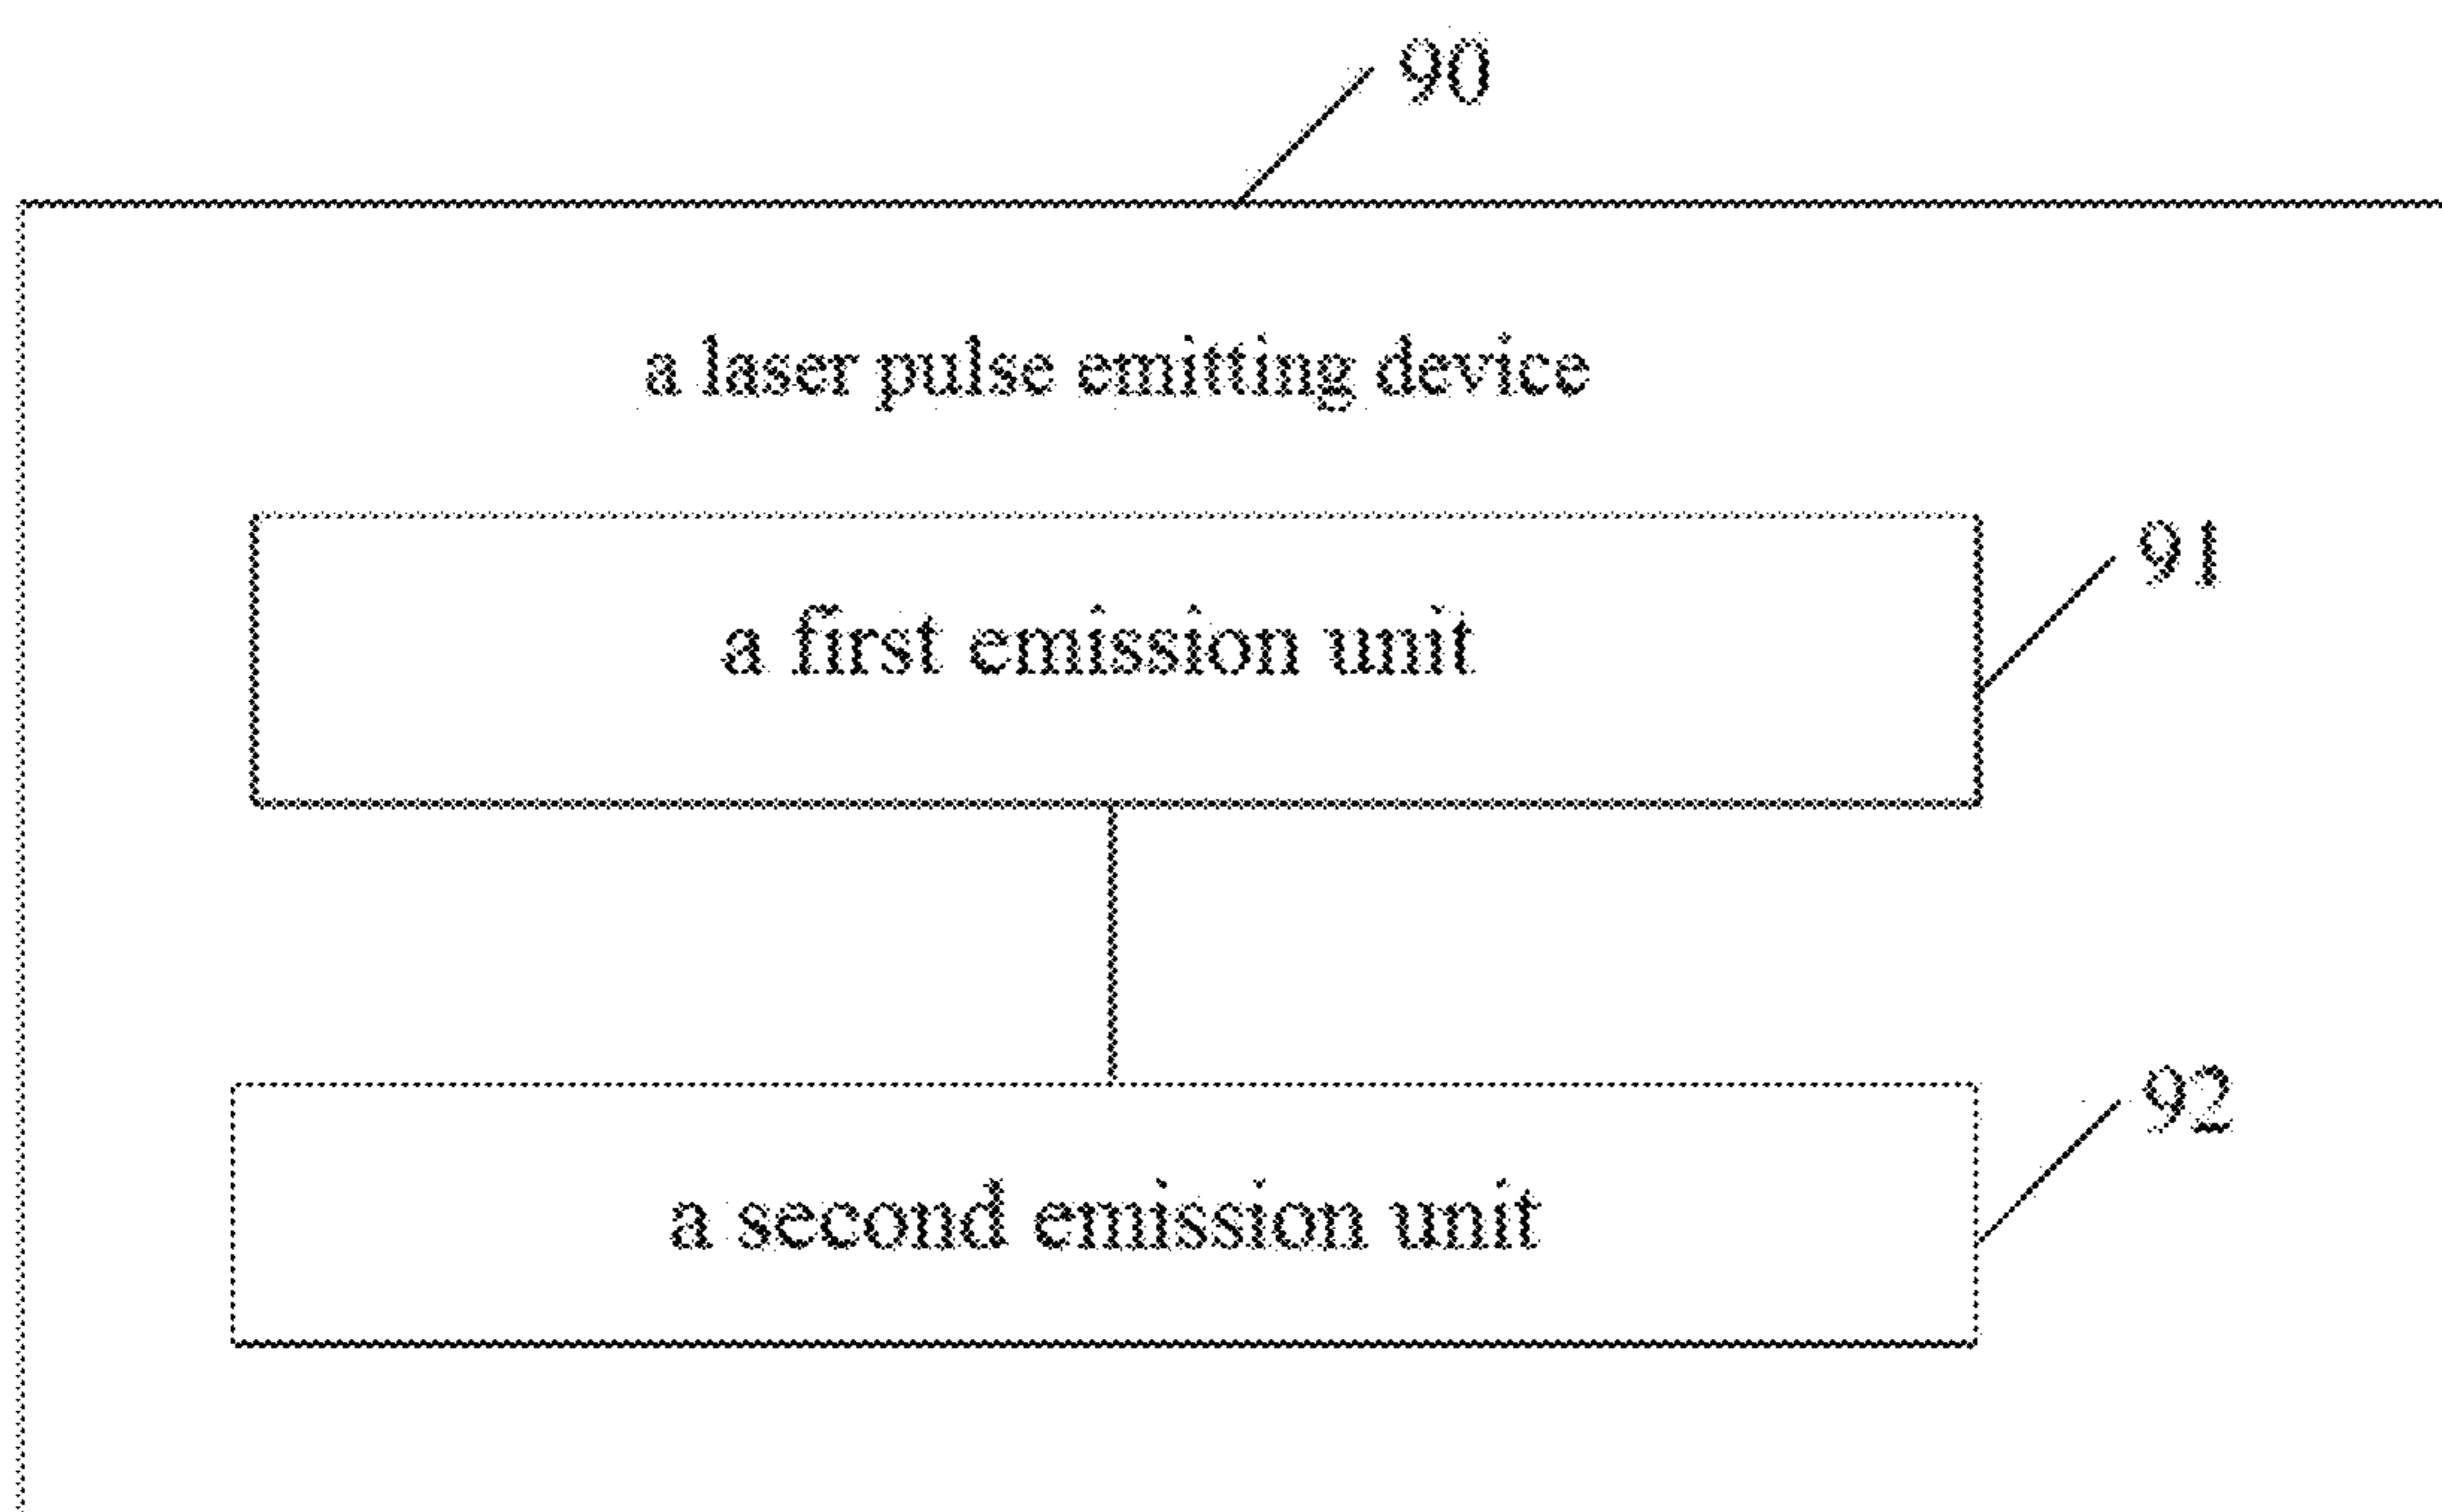 90
a laser pulse emitting device
91
a first emission unit
92
a second emission unit